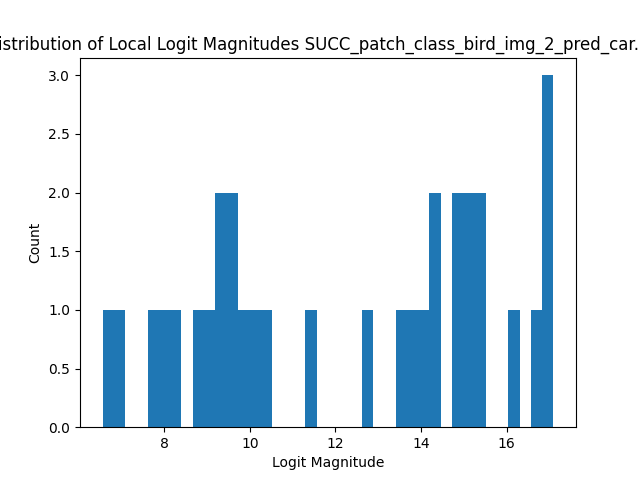 istribution of Local Logit Magnitudes SUCC_patch_class_bird_img_2_pred_car.
3.0
2.5
2.0
1.5
1.0
0.5
0.0
Count
8 10 12 14 16
Logit Magnitude